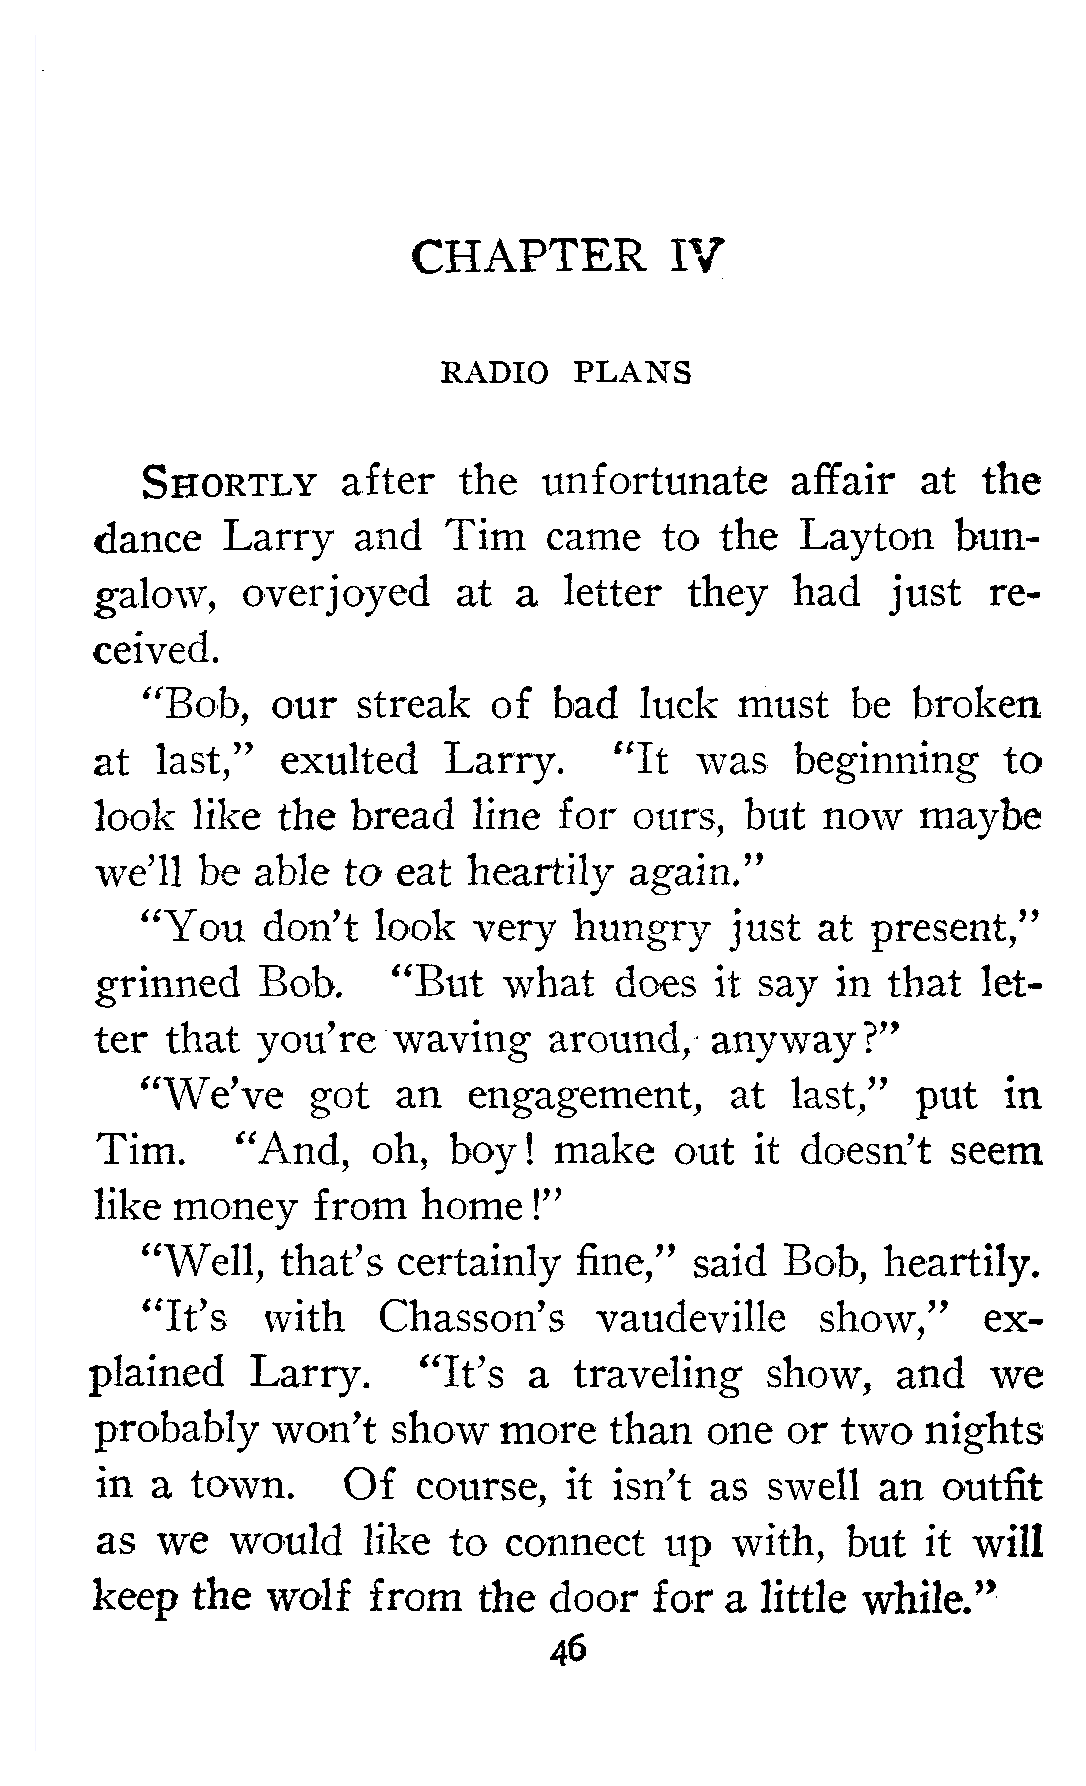 CHAPTER IV
RADIO PLANS
SHORTLY after the unfortunate affair at the
dance Larry and Tim came to the Layton bun-
galow, overjoyed at a letter they had just re-
ceived.
"Bob, our streak of bad luck must be broken
at last," exulted Larry. "It was beginning to
look like the bread line for ours, but now maybe
we'll be able to eat heartily again."
"You don't look very hungry just at present,"
grinned Bob. "But what does it say in that let-
ter that you're waving around, anyway?"
"We've got an engagement, at last," put in
Tim. "And, oh, boy! make out it doesn't seem
like money from home!"
"Well, that's certainly fine," said Bob, heartily.
"It's with Chasson's vaudeville show," ex-
plained Larry. "It's a traveling show, and we
probably won't show more than one or two nights
in a town. Of course, it isn't as swell an outfit
as we would like to connect up with, but it will
keep the wolf from the door for a little while."
46